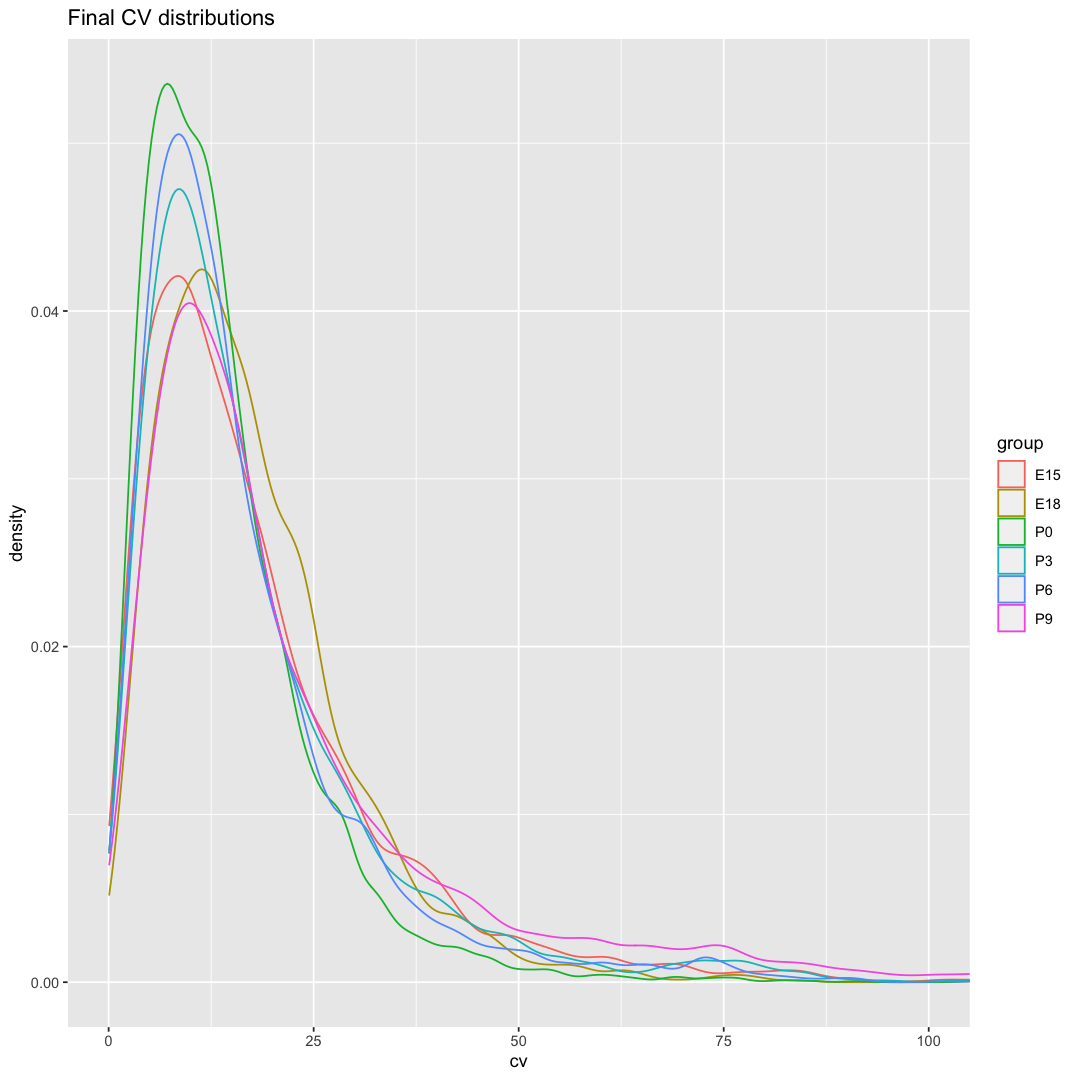 Final CV distributions
density
0.04
0.02
0.00
0
25
50
75
100
cv
group
E15
E18
P0
P3
P6
P9